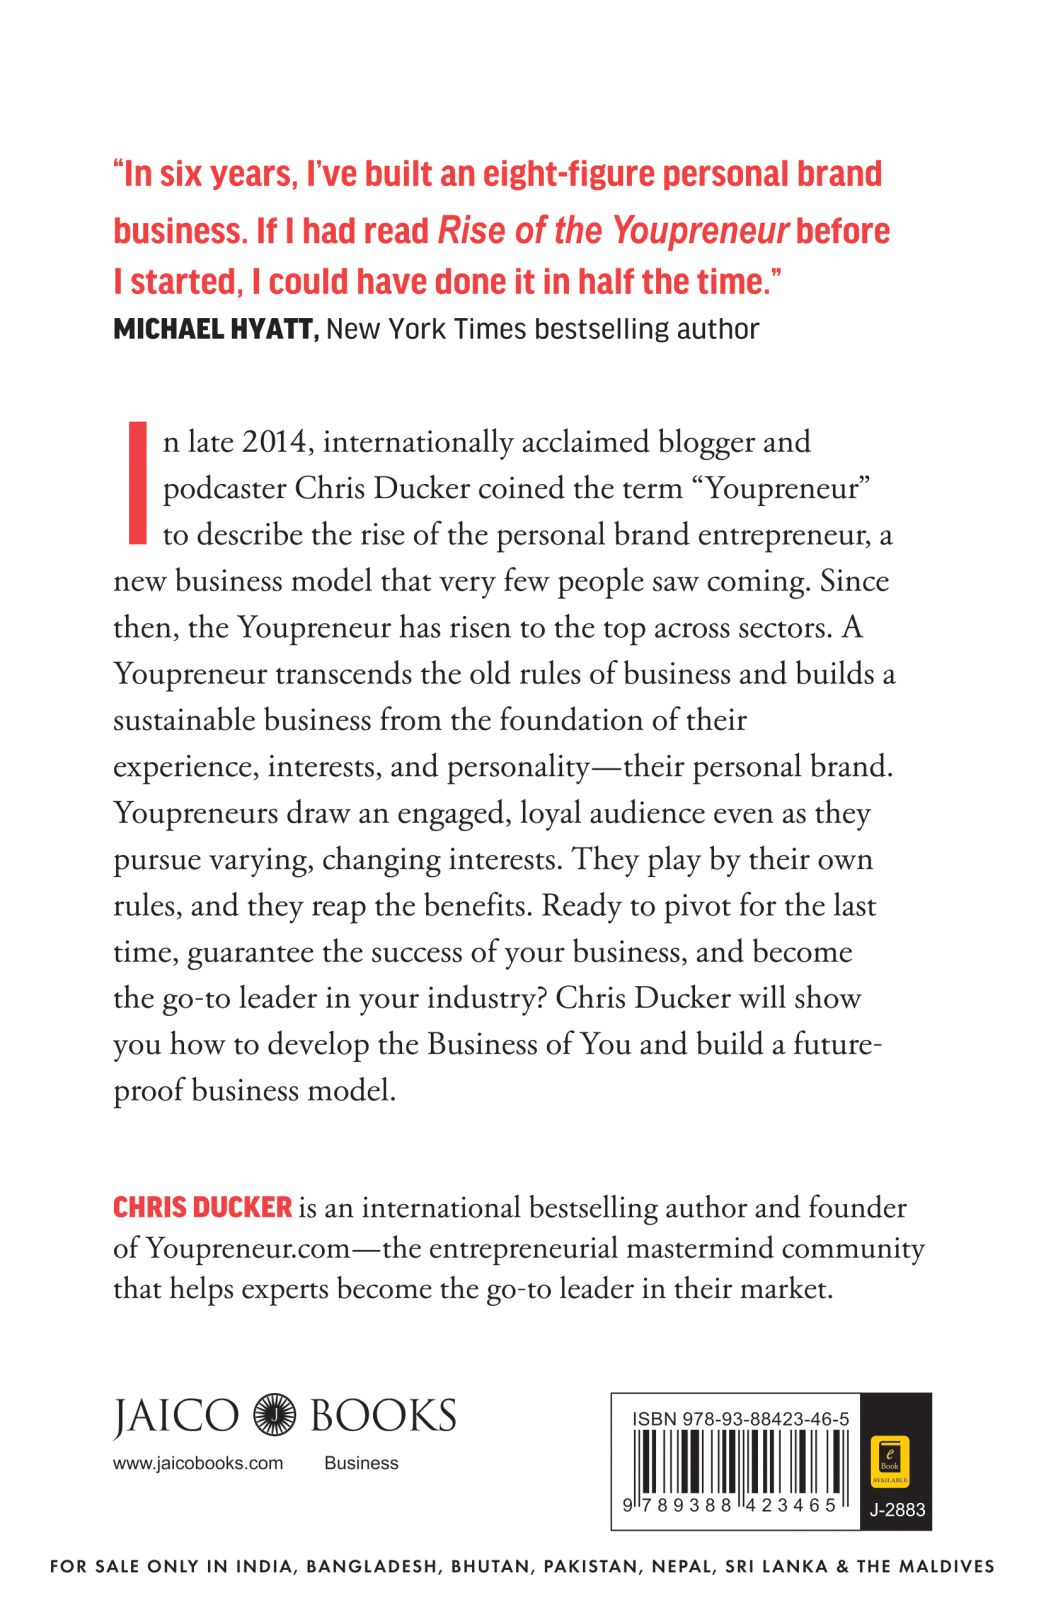 “In six years, I’ve built an eight-figure personal brand
business. If I had read Rise of the Youpreneur before
I started, I could have done it in half the time.”
MICHAEL HYATT, New York Times bestselling author
In late 2014, internationally acclaimed blogger and
podcaster Chris Ducker coined the term “Youpreneur”
to describe the rise of the personal brand entrepreneur, a
new business model that very few people saw coming. Since
then, the Youpreneur has risen to the top across sectors. A
Youpreneur transcends the old rules of business and builds a
sustainable business from the foundation of their
experience, interests, and personality—their personal brand.
Youpreneurs draw an engaged, loyal audience even as they
pursue varying, changing interests. They play by their own
rules, and they reap the benefits. Ready to pivot for the last
time, guarantee the success of your business, and become
the go-to leader in your industry? Chris Ducker will show
you how to develop the Business of You and build a future-
proof business model.
CHRIS DUCKER is an international bestselling author and founder
of Youpreneur.com—the entrepreneurial mastermind community
that helps experts become the go-to leader in their market.
JAICO J BOOKS
www.jaicobooks.com Business
ISBN 978-93-88423-46-5
9 789388 423465
e
Book
AVAILABLE
J-2883
FOR SALE ONLY IN INDIA, BANGLADESH, BHUTAN, PAKISTAN, NEPAL, SRI LANKA & THE MALDIVES